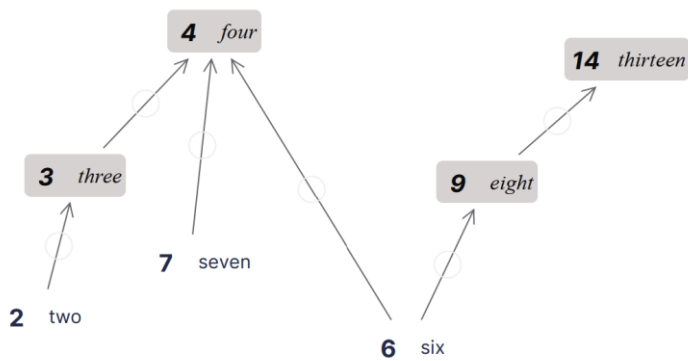 4 four
14 thirteen
3 three
9 eight
7 seven
2 two
6 six